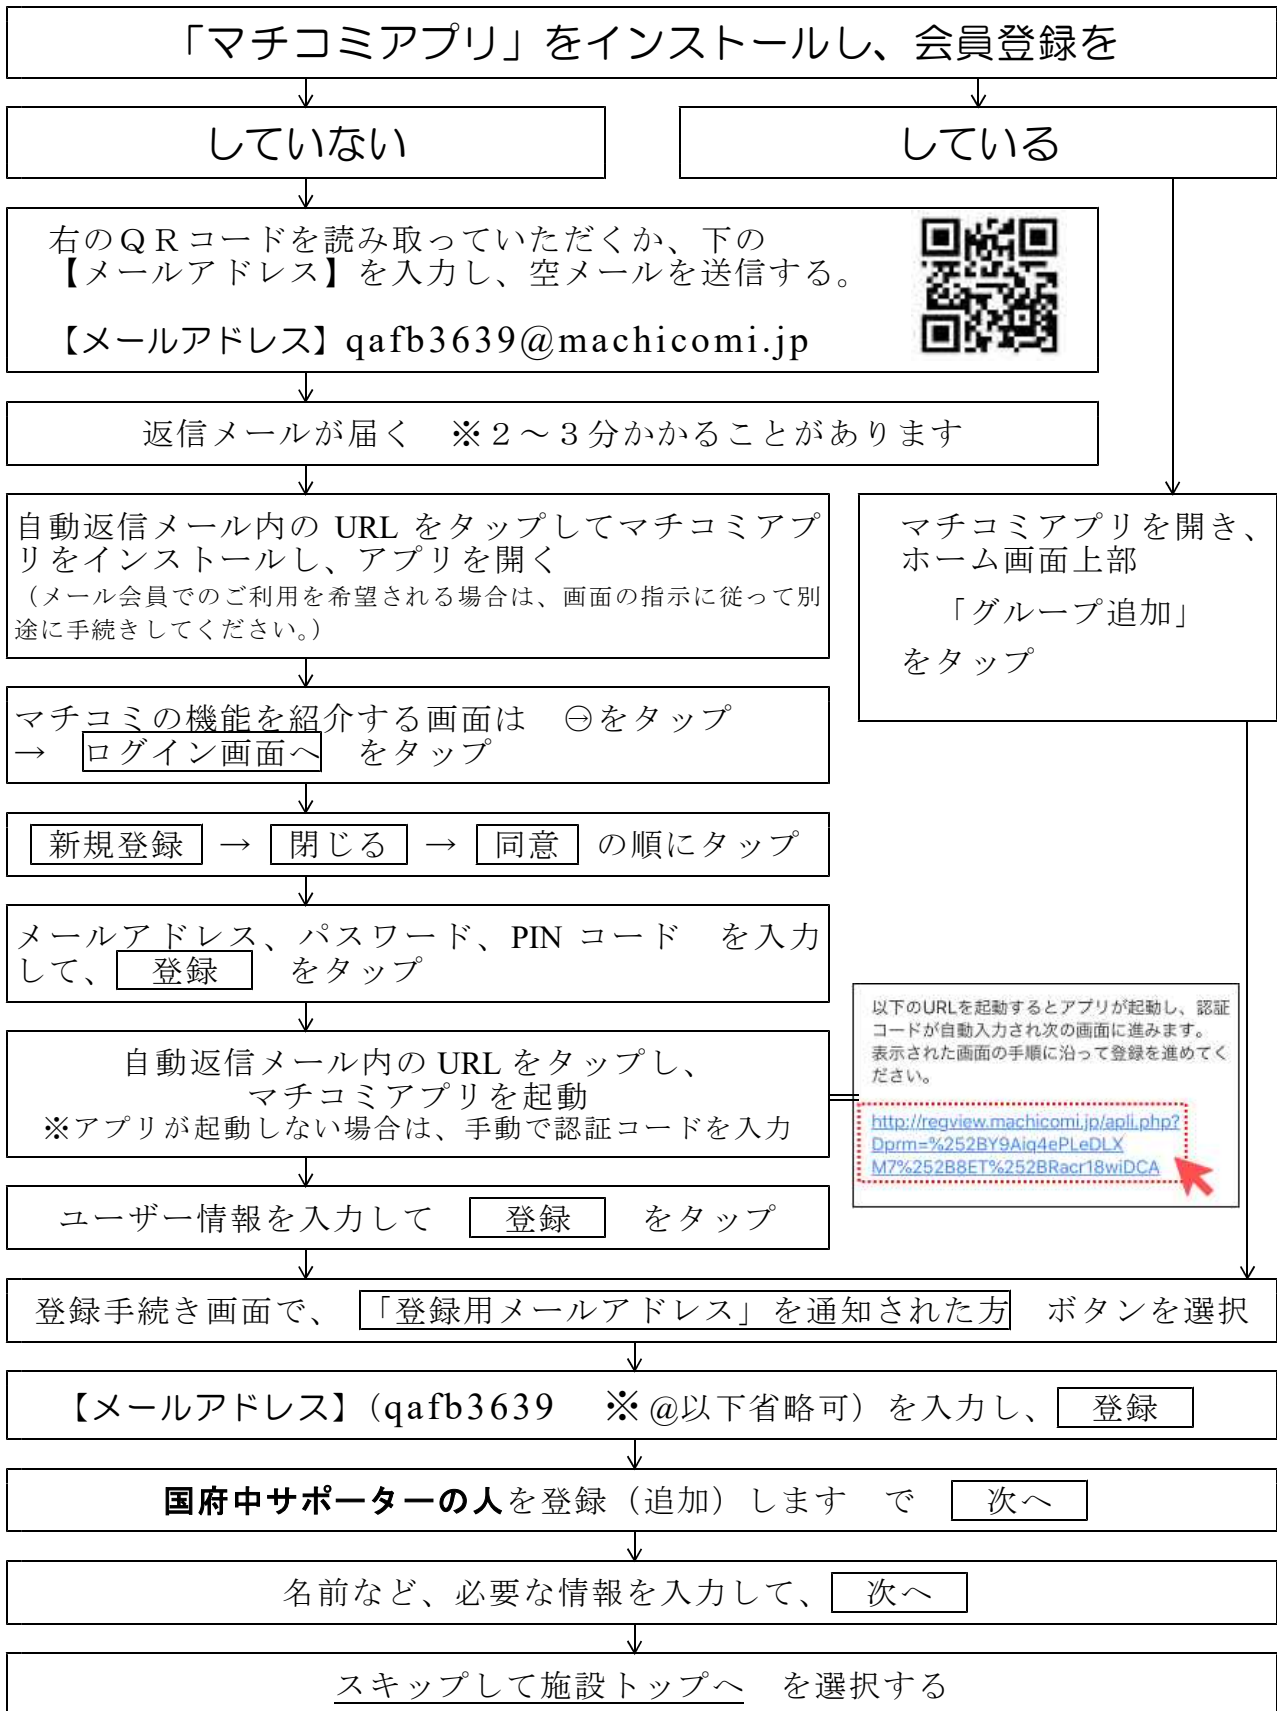 「マチコミアプリ」をインストールし、会員登録を
していない
している
右のＱＲコードを読み取っていただくか、下の
【メールアドレス】を入力し、空メールを送信する。
【メールアドレス】qafb3639@machicomi.jp
返信メールが届く　※２～３分かかることがあります
自動返信メール内の URL をタップしてマチコミアプ
リをインストールし、アプリを開く
（メール会員でのご利用を希望される場合は、画面の指示に従って別
途に手続きしてください。）
マチコミアプリを開き、
ホーム画面上部
「グループ追加」
をタップ
マチコミの機能を紹介する画面は　⊖をタップ
→　ログイン画面へ　をタップ
新規登録 → 閉じる → 同意 の順にタップ
メールアドレス、パスワード、PIN コード　を入力
して、 登録 　をタップ
自動返信メール内の URL をタップし、
マチコミアプリを起動
※アプリが起動しない場合は、手動で認証コードを入力
以下のURLを起動するとアプリが起動し、認証
コードが自動入力され次の画面に進みます。
表示された画面の手順に沿って登録を進めてく
ださい。
http://regview.machicomi.jp/apli.php?
Dprm=%252BY9Aiq4ePLeDLX
M7%252B8ET%252BRacr18wiDCA
ユーザー情報を入力して　登録　をタップ
登録手続き画面で、「登録用メールアドレス」を通知された方　ボタンを選択
【メールアドレス】（qafb3639　※@以下省略可）を入力し、 登録
国府中サポーターの人を登録（追加）します　で　次へ
名前など、必要な情報を入力して、 次へ
スキップして施設トップへ　を選択する